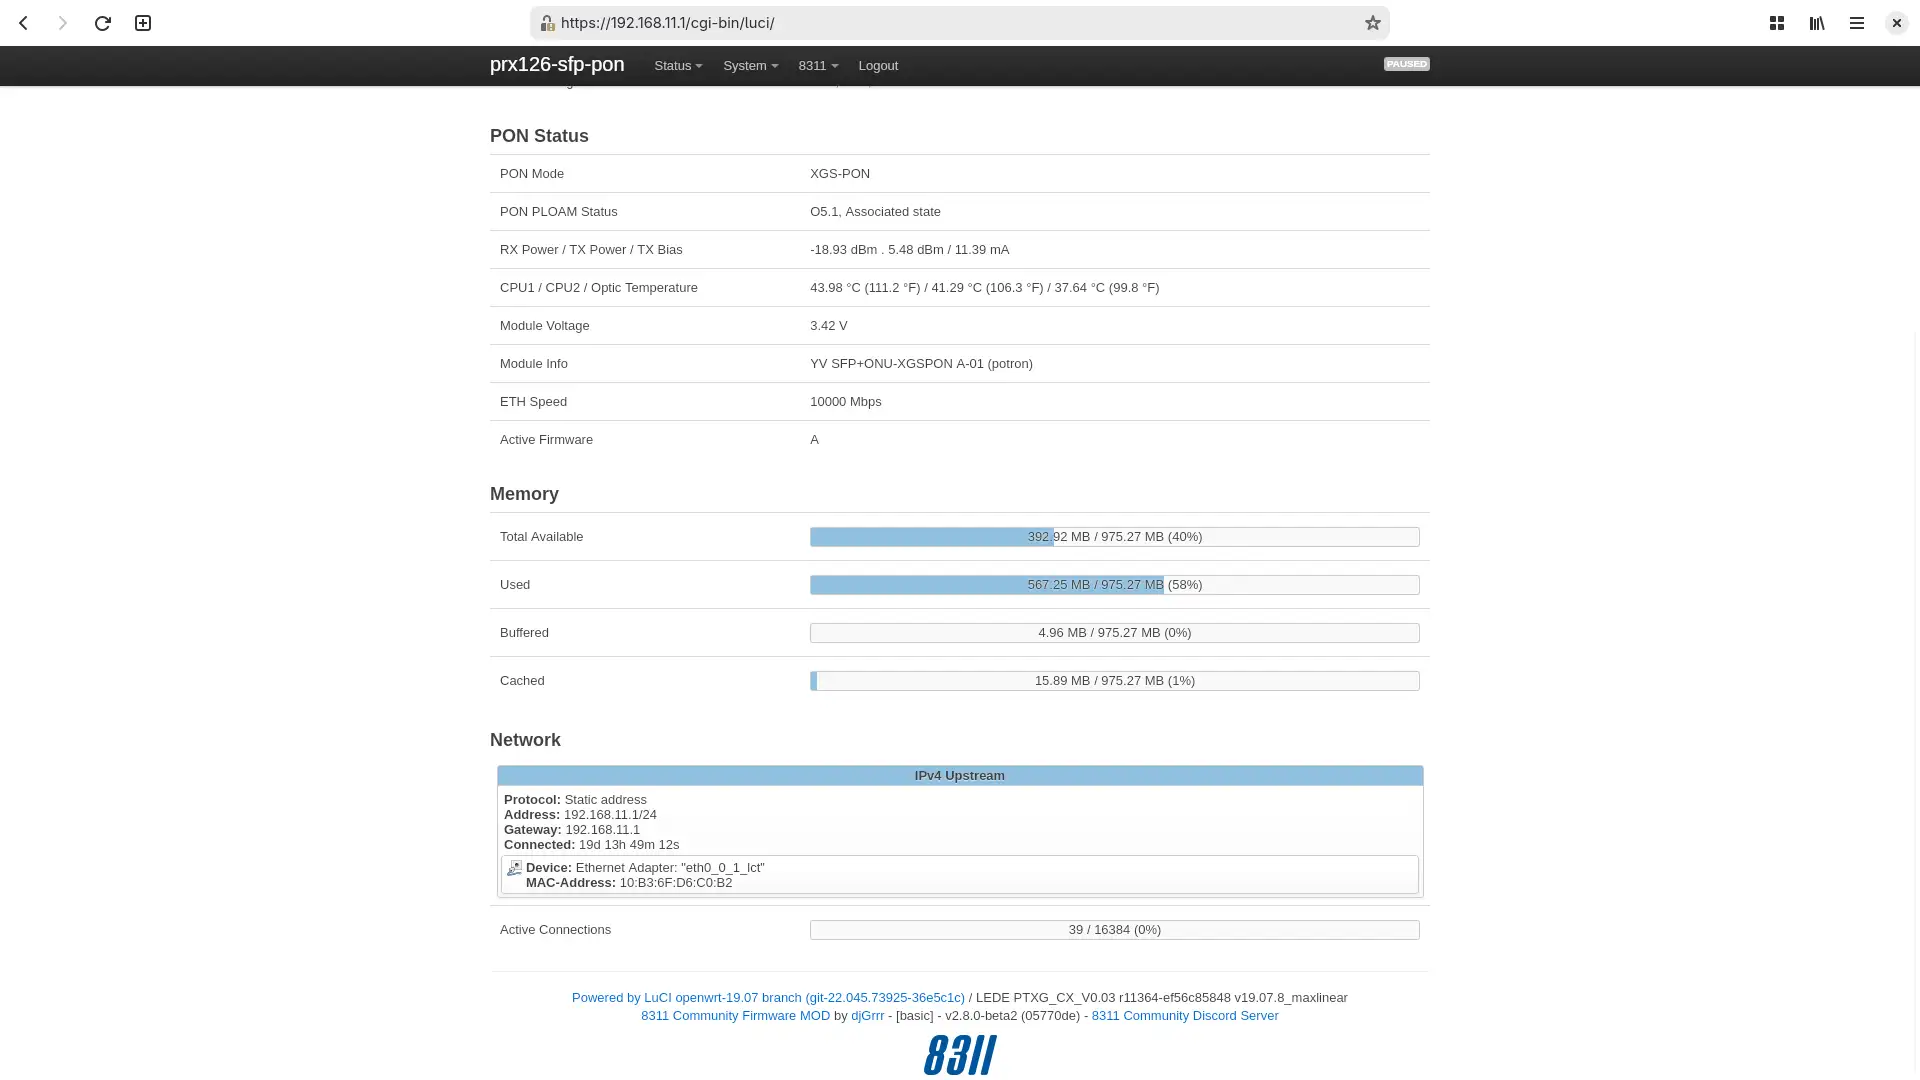 https://192.168.11.1/cgi-bin/luci/
prx126-sfp-pon Status System 8311 Logout PAUSED
PON Status
PON Mode XGS-PON
PON PLOAM Status O5.1, Associated state
RX Power / TX Power / TX Bias -18.93 dBm . 5.48 dBm / 11.39 mA
CPU1 / CPU2 / Optic Temperature 43.98 °C (111.2 °F) / 41.29 °C (106.3 °F) / 37.64 °C (99.8 °F)
Module Voltage 3.42 V
Module Info YV SFP+ONU-XGSPON A-01 (potron)
ETH Speed 10000 Mbps
Active Firmware A
Memory
Total Available 392.92 MB / 975.27 MB (40%)
Used 567.25 MB / 975.27 MB (58%)
Buffered 4.96 MB / 975.27 MB (0%)
Cached 15.89 MB / 975.27 MB (1%)
Network
IPv4 Upstream
Protocol: Static address
Address: 192.168.11.1/24
Gateway: 192.168.11.1
Connected: 19d 13h 49m 12s
Device: Ethernet Adapter: "eth0_0_1_lct"
MAC-Address: 10:B3:6F:D6:C0:B2
Active Connections 39 / 16384 (0%)
Powered by LuCI openwrt-19.07 branch (git-22.045.73925-36e5c1c) / LEDE PTXG_CX_V0.03 r11364-ef56c85848 v19.07.8_maxlinear
8311 Community Firmware MOD by djGrrr - [basic] - v2.8.0-beta2 (05770de) - 8311 Community Discord Server
8311